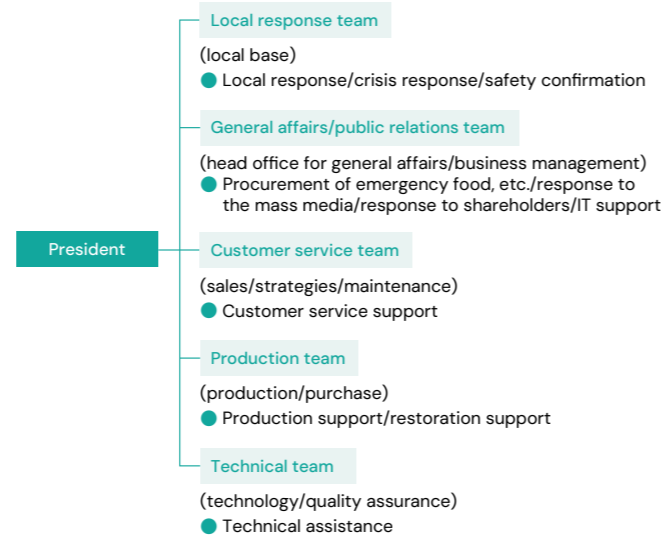 Local response team
(local base)
● Local response/crisis response/safety confirmation
General affairs/public relations team
(head office for general affairs/business management)
● Procurement of emergency food, etc./response to
the mass media/response to shareholders/IT support
President
Customer service team
(sales/strategies/maintenance)
● Customer service support
Production team
(production/purchase)
● Production support/restoration support
Technical team
(technology/quality assurance)
● Technical assistance